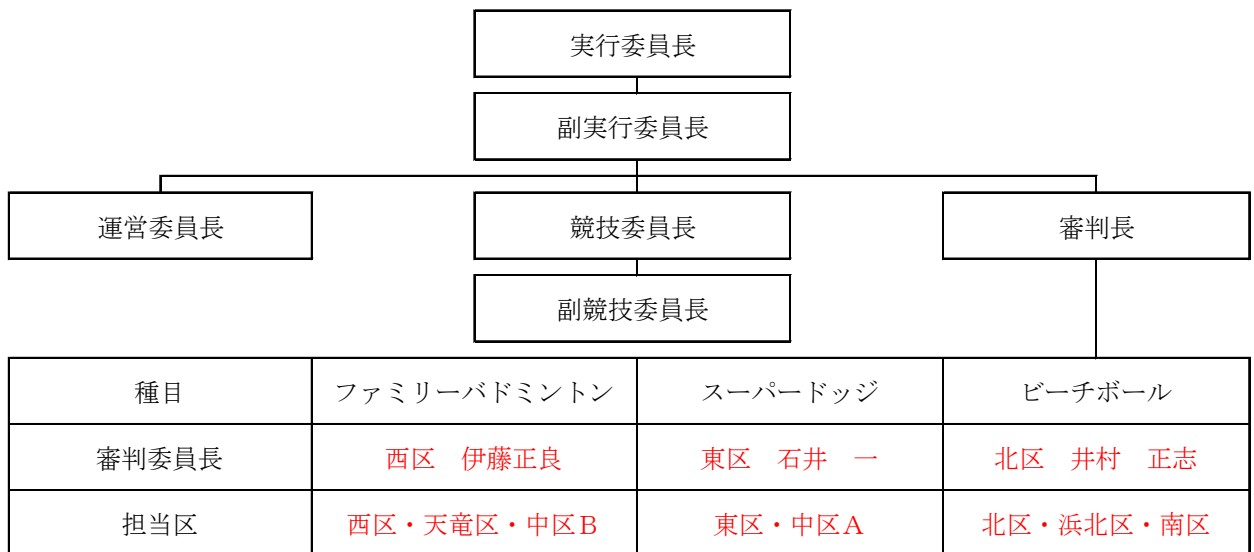 実行委員長
副実行委員長
運営委員長 競技委員長 審判長
副競技委員長
種目 ファミリーバドミントン スーパードッジ ビーチボール
審判委員長 西区　伊藤正良 東区　石井　一 北区　井村　正志
担当区 西区・天竜区・中区Ｂ 東区・中区Ａ 北区・浜北区・南区